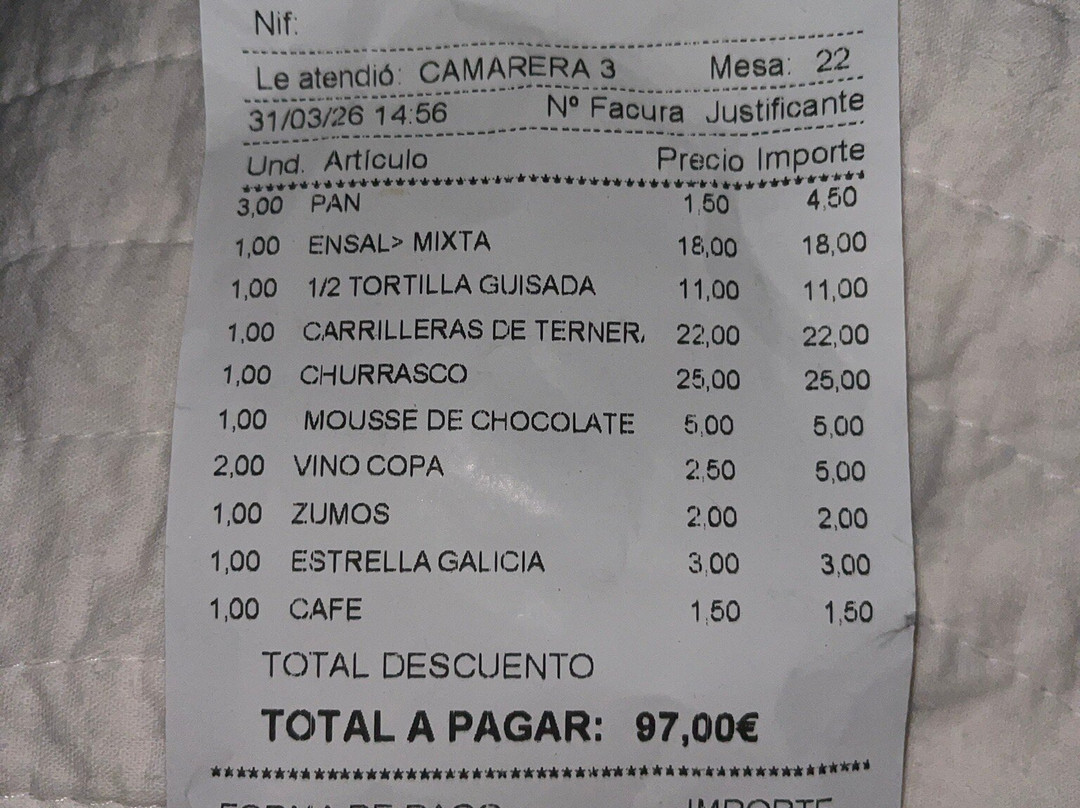 Nif:
Le atendió: CAMARERA 3 Mesa: 22
31/03/26 14:56 Nº Facura Justificante
Und. Artículo Precio Importe
3,00 PAN 1,50 4,50
1,00 ENSAL> MIXTA 18,00 18,00
1,00 1/2 TORTILLA GUISADA 11,00 11,00
1,00 CARRILLERAS DE TERNER. 22,00 22,00
1,00 CHURRASCO 25,00 25,00
1,00 MOUSSE DE CHOCOLATE 5,00 5,00
2,00 VINO COPA 2,50 5,00
1,00 ZUMOS 2,00 2,00
1,00 ESTRELLA GALICIA 3,00 3,00
1,00 CAFE 1,50 1,50
TOTAL DESCUENTO
TOTAL A PAGAR: 97,00€
FORMA DE PAGO IMPORTE